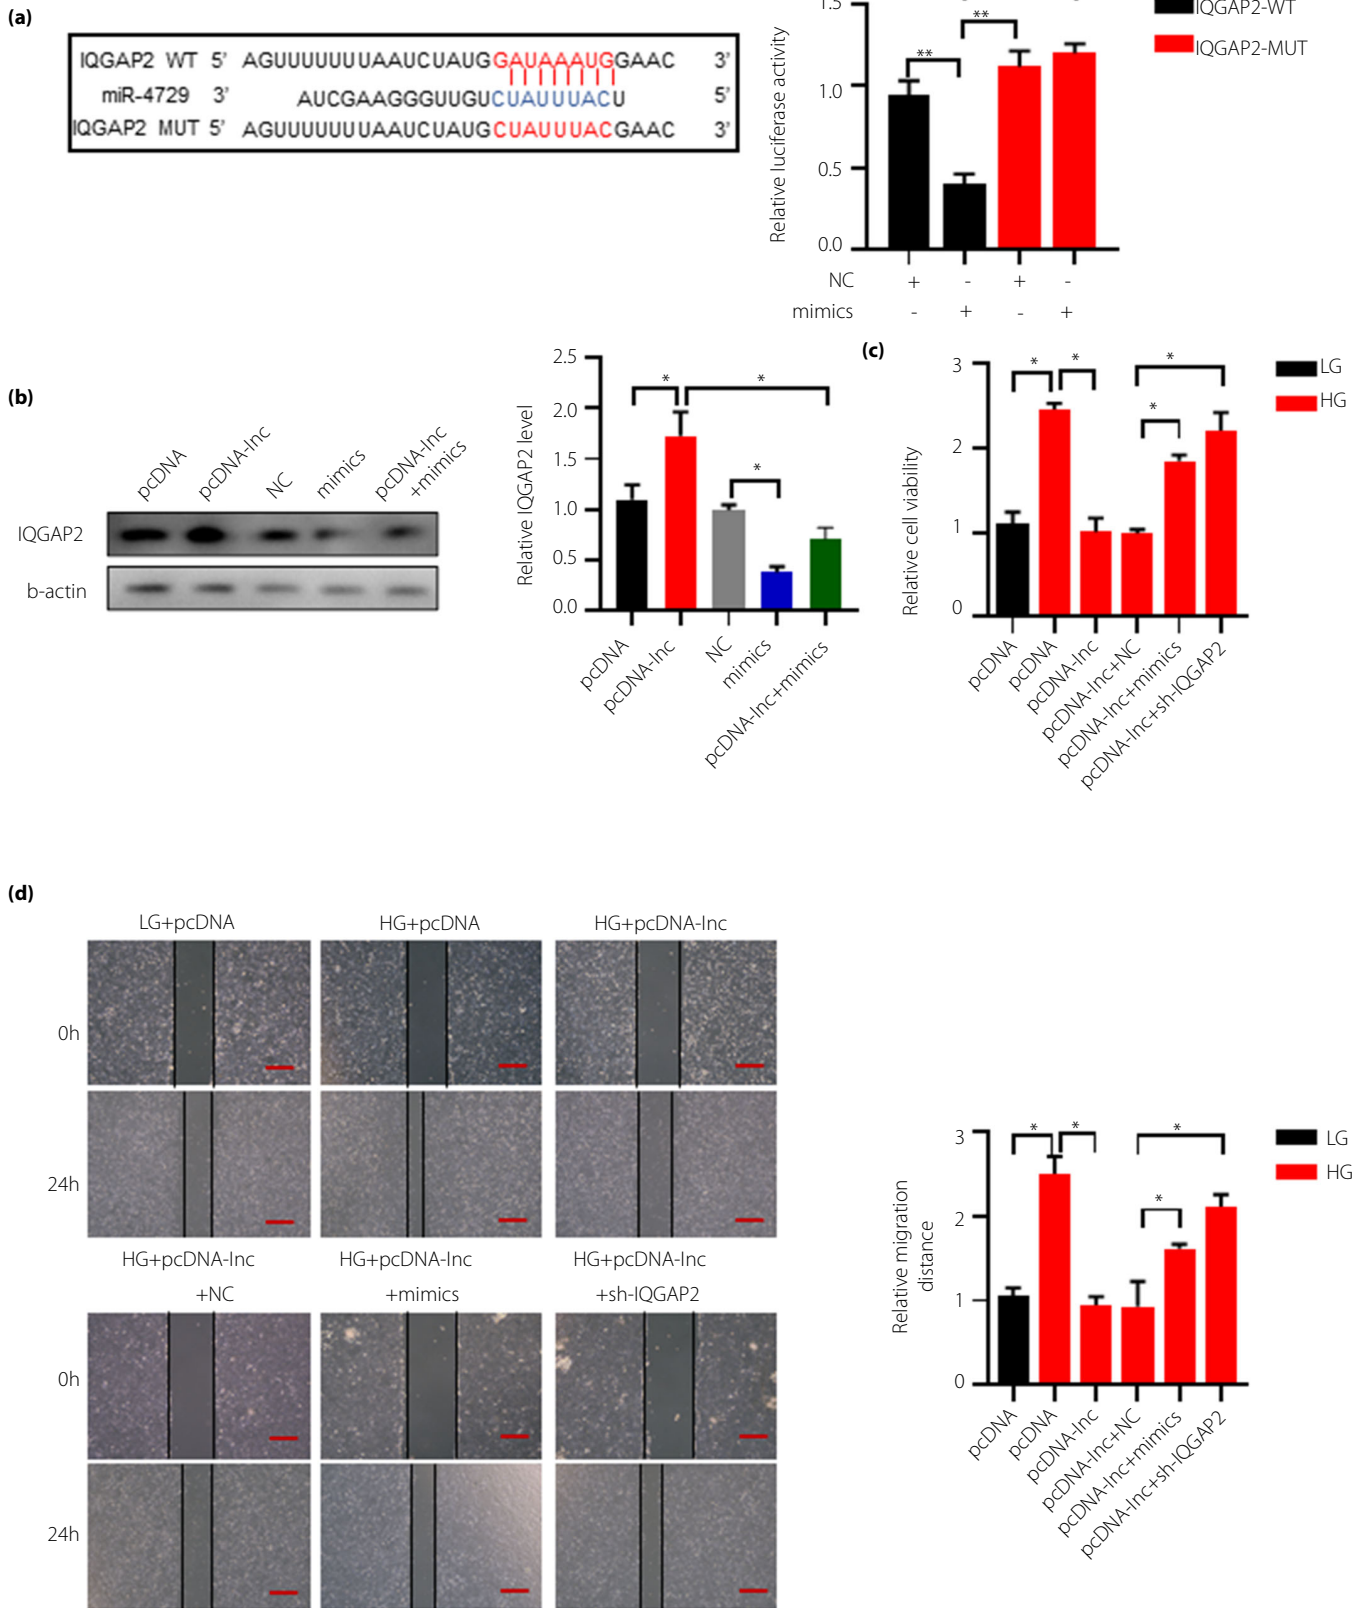 (a)
IQGAP2 WT 5' AGUUUUUUUAAUCUAUGGAUAAAUGGAAC 3'
miR-4729 3' AUCGAAGGGUUGUCUAUUUACU 5'
IQGAP2 MUT 5' AGUUUUUUUAAUCUAUGCUAUUUACGAAC 3'
Relative luciferase activity
1.5
1.0
0.5
0.0
** **
NC + - + -
mimics - + - +
IQGAP2-WT
IQGAP2-MUT
(b)
pcDNA
pcDNA-lnc
NC
mimics
pcDNA-lnc
+mimics
IQGAP2
b-actin
Relative IQGAP2 level
2.5
2.0
1.5
1.0
0.5
0.0
* * *
pcDNA
pcDNA-lnc
NC
mimics
pcDNA-lnc+mimics
(c)
Relative cell viability
3
2
1
0
* * * *
LG
HG
pcDNA
pcDNA
pcDNA-lnc
pcDNA-lnc+NC
pcDNA-lnc+mimics
pcDNA-lnc+sh-IQGAP2
(d)
LG+pcDNA HG+pcDNA HG+pcDNA-lnc
0h
24h
HG+pcDNA-lnc HG+pcDNA-lnc HG+pcDNA-lnc
+NC +mimics +sh-IQGAP2
0h
24h
Relative migration
distance
3
2
1
0
* * * *
LG
HG
pcDNA
pcDNA
pcDNA-lnc
pcDNA-lnc+NC
pcDNA-lnc+mimics
pcDNA-lnc+sh-IQGAP2